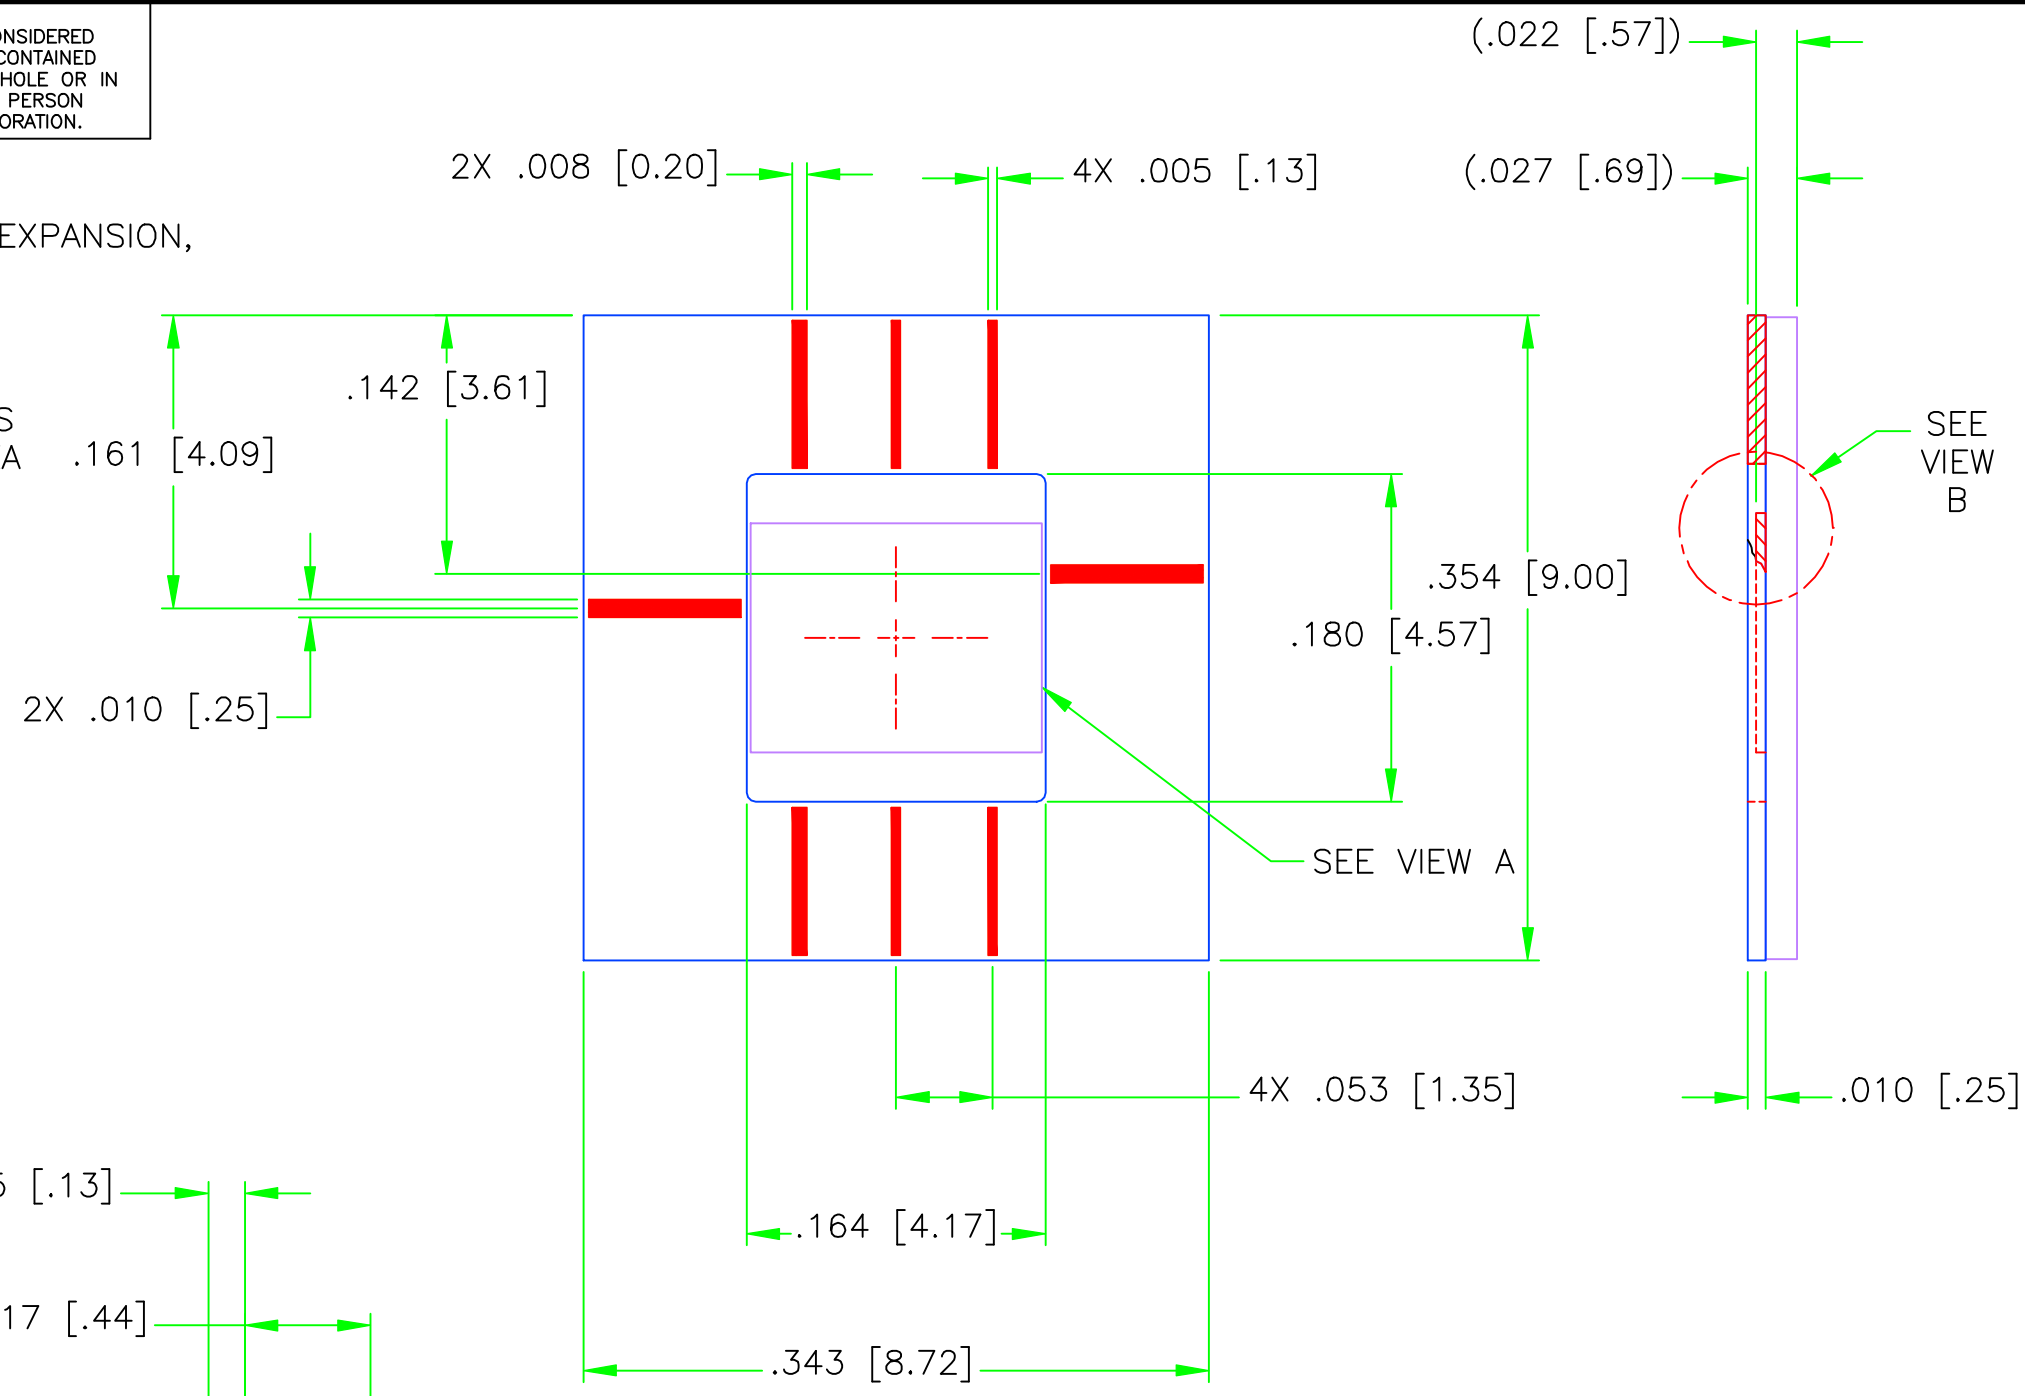 CONTAINED
HOLE OR IN
PERSON
EXPANSION,
(.022 [.57])
2X .008 [0.20]
4X .005 [.13]
(.027 [.69])
.142 [3.61]
.161 [4.09]
SEE
VIEW
B
.354 [9.00]
.180 [4.57]
2X .010 [.25]
SEE VIEW A
4X .053 [1.35]
.010 [.25]
[.13]
.164 [4.17]
17 [.44]
.343 [8.72]